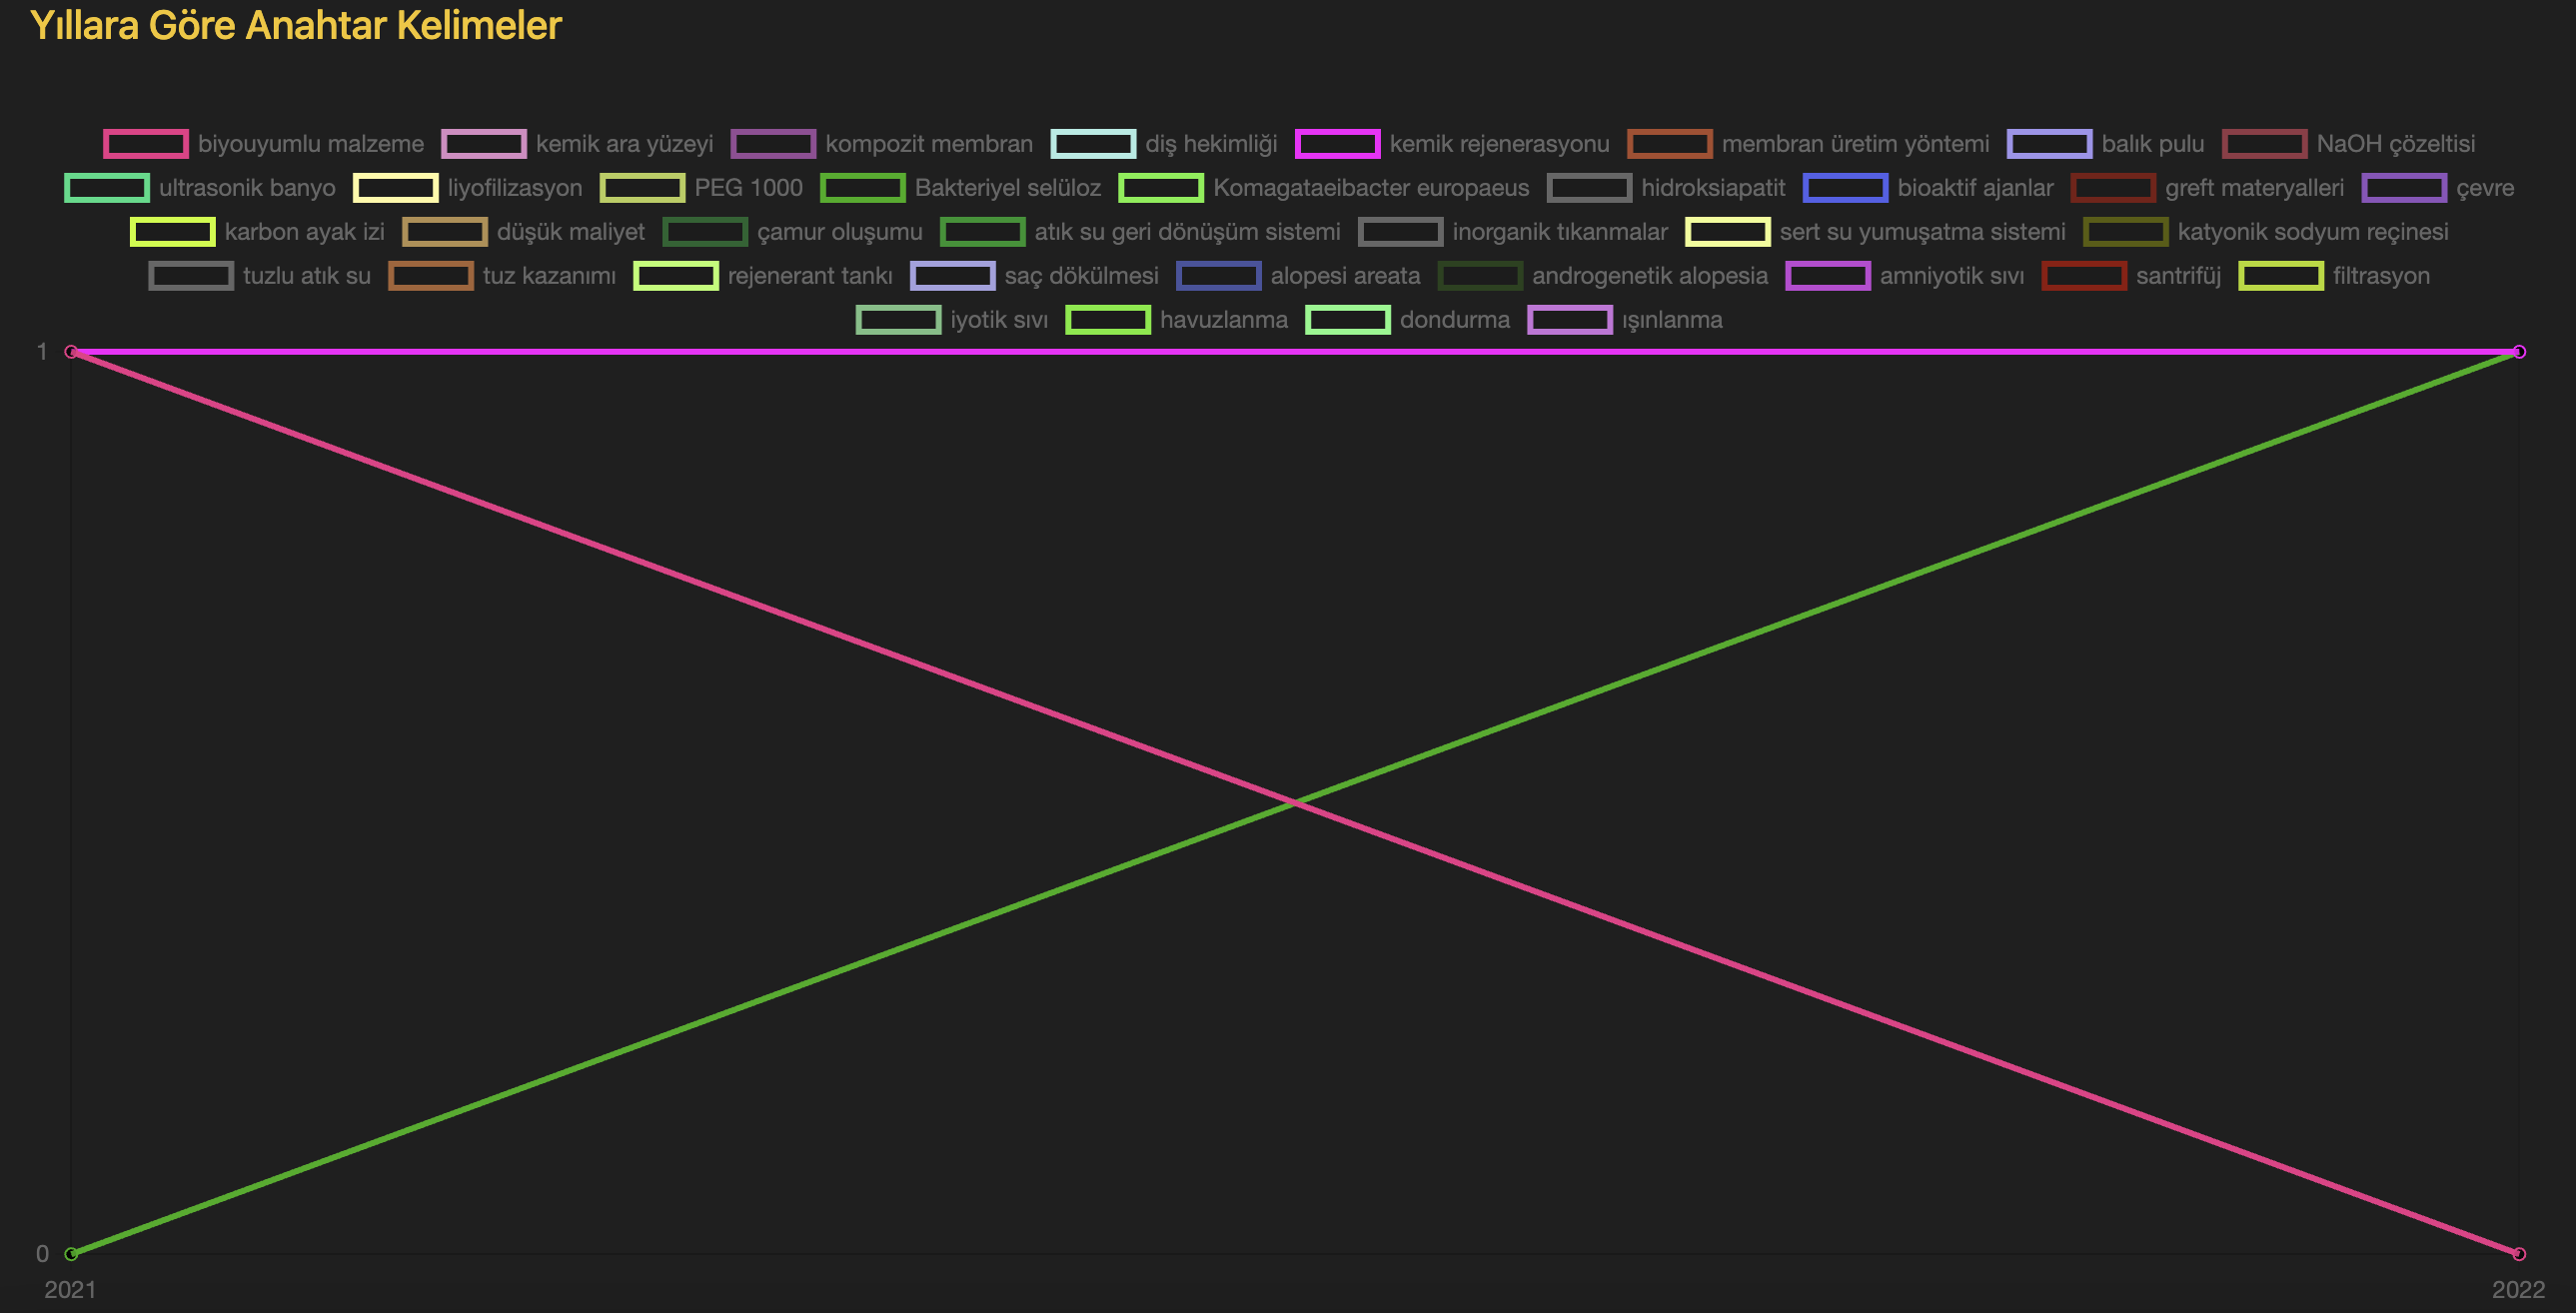 Yıllara Göre Anahtar Kelimeler
biyouyumlu malzeme kemik ara yüzeyi kompozit membran diş hekimliği kemik rejenerasyonu membran üretim yöntemi balık pulu NaOH çözeltisi
ultrasonik banyo liyofilizasyon PEG 1000 Bakteriyel selüloz Komagataeibacter europaeus hidroksiapatit bioaktif ajanlar greft materyalleri çevre
karbon ayak izi düşük maliyet çamur oluşumu atık su geri dönüşüm sistemi inorganik tıkanmalar sert su yumuşatma sistemi katyonik sodyum reçinesi
tuzlu atık su tuz kazanımı rejenerant tankı saç dökülmesi alopesi areata androgenetik alopesia amniyotik sıvı santrifüj filtrasyon
iyotik sıvı havuzlanma dondurma ışınlanma
1
0
2021 2022